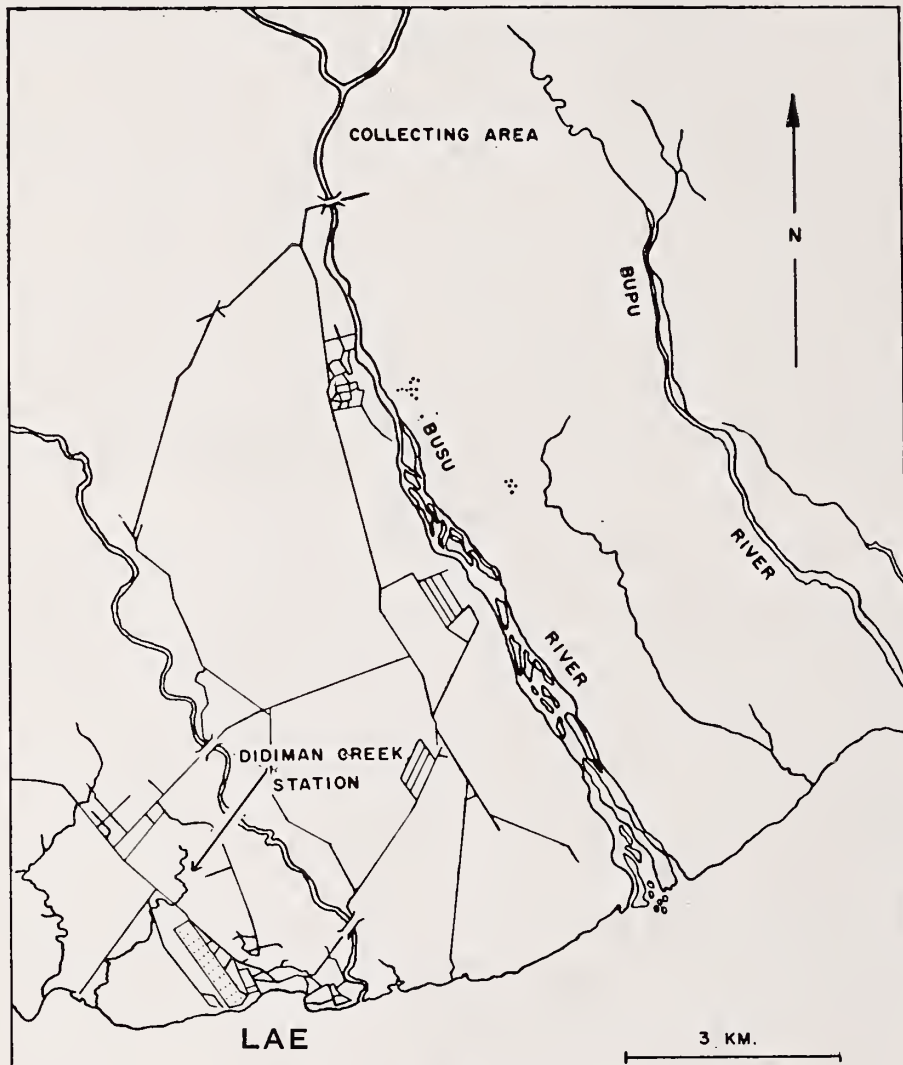 COLLECTING AREA
N
BUPU
RIVER
BUSU
RIVER
DIDIMAN CREEK
STATION
LAE
3 KM.